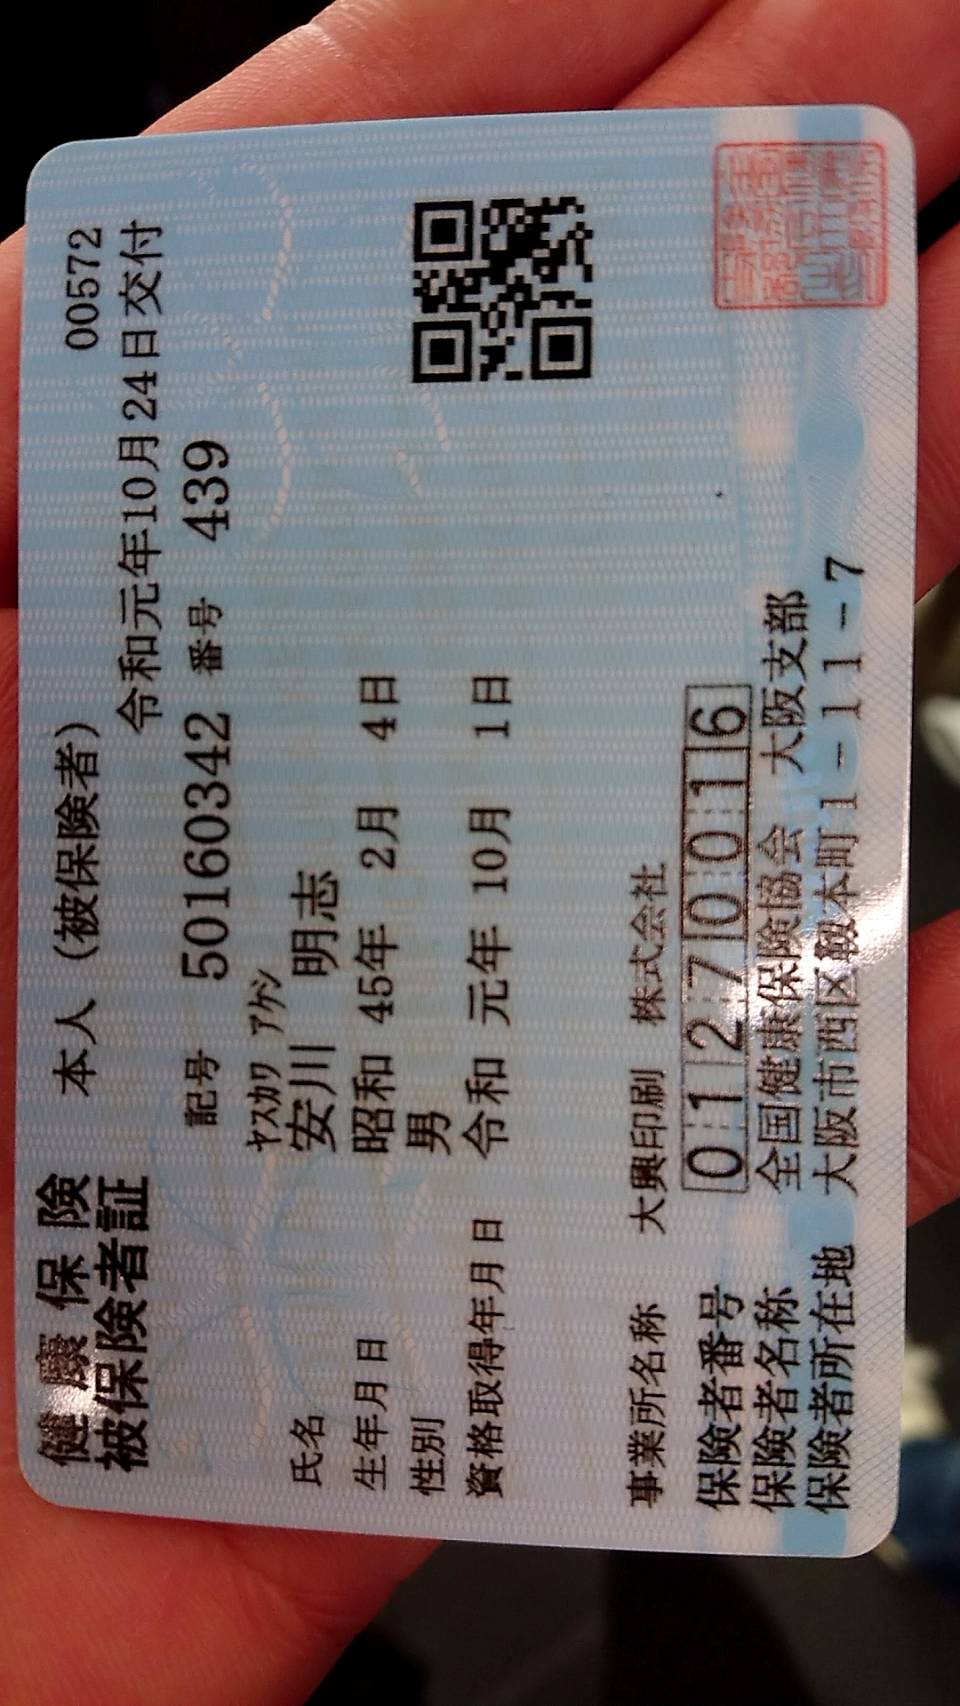 健康保険 本人（被保険者） 00572
被保険者証 令和元年10月24日交付
記号 50160342 番号 439
ﾔｽｶﾜ ｱｹｼ
氏名 安川 明志
生年月日 昭和 45年 2月 4日
性別 男
資格取得年月日 令和 元年 10月 1日
事業所名称 大興印刷 株式会社
保険者番号 01270016
保険者名称 全国健康保険協会 大阪支部
保険者所在地 大阪市西区靱本町1-11-7